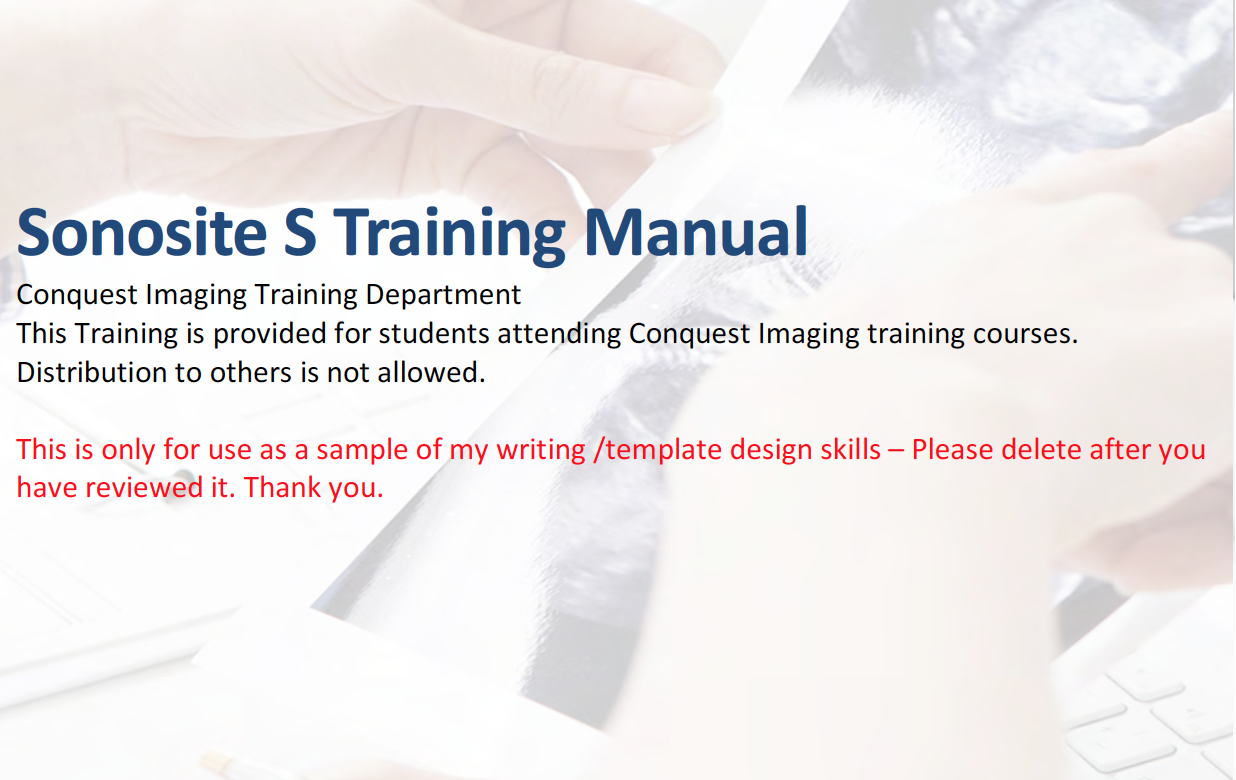 Sonosite S Training Manual
Conquest Imaging Training Department
This Training is provided for students attending Conquest Imaging training courses.
Distribution to others is not allowed.
This is only for use as a sample of my writing /template design skills – Please delete after you
have reviewed it. Thank you.